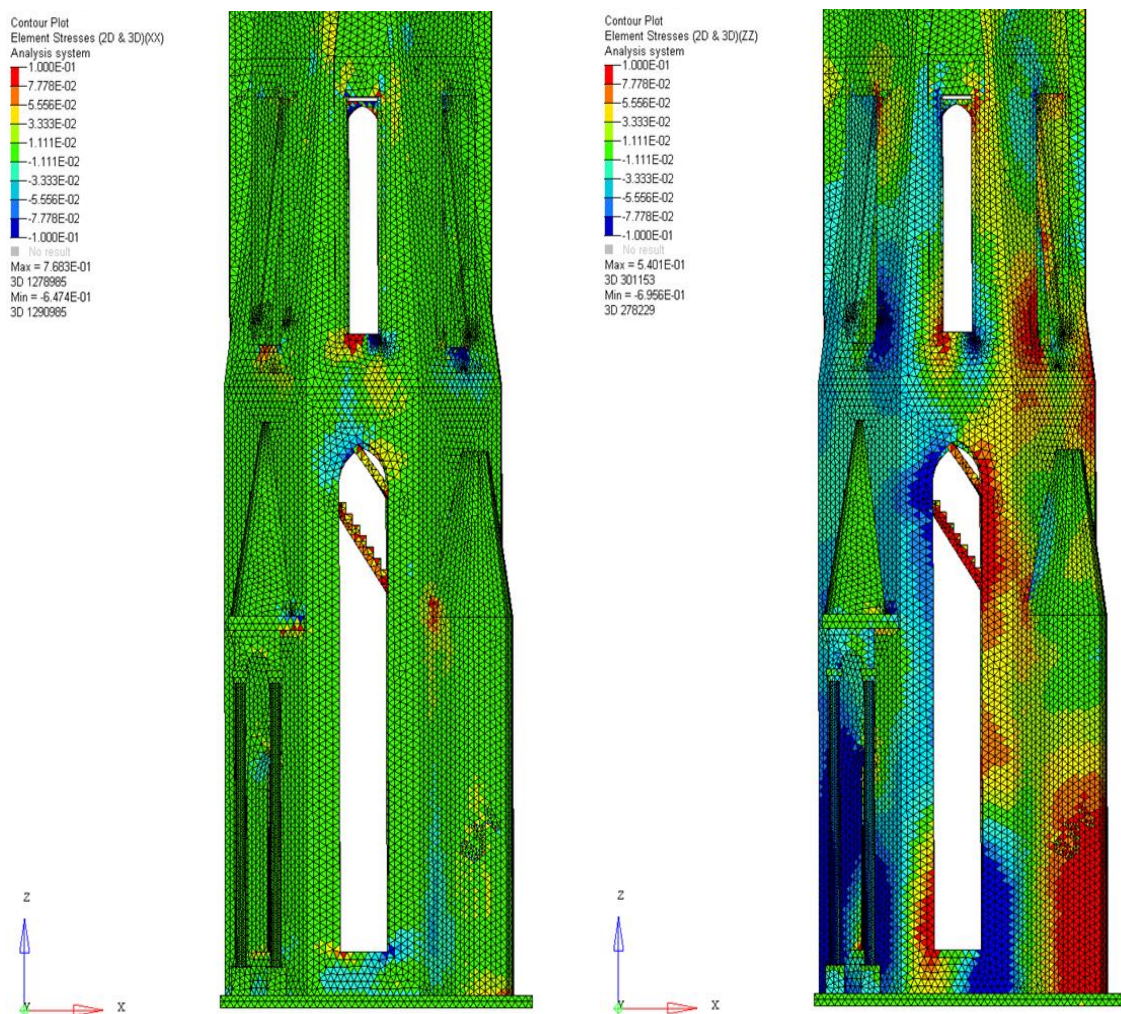 Contour Plot
Element Stresses (2D & 3D)(XX)
Analysis system
1.000E-01
7.778E-02
5.556E-02
3.333E-02
1.111E-02
-1.111E-02
-3.333E-02
-5.556E-02
-7.778E-02
-1.000E-01
No result
Max = 7.683E-01
3D 1278985
Min = -6.474E-01
3D 1290985
Z
Y
X
Contour Plot
Element Stresses (2D & 3D)(ZZ)
Analysis system
1.000E-01
7.778E-02
5.556E-02
3.333E-02
1.111E-02
-1.111E-02
-3.333E-02
-5.556E-02
-7.778E-02
-1.000E-01
No result
Max = 5.401E-01
3D 301153
Min = -6.956E-01
3D 278229
Z
Y
X